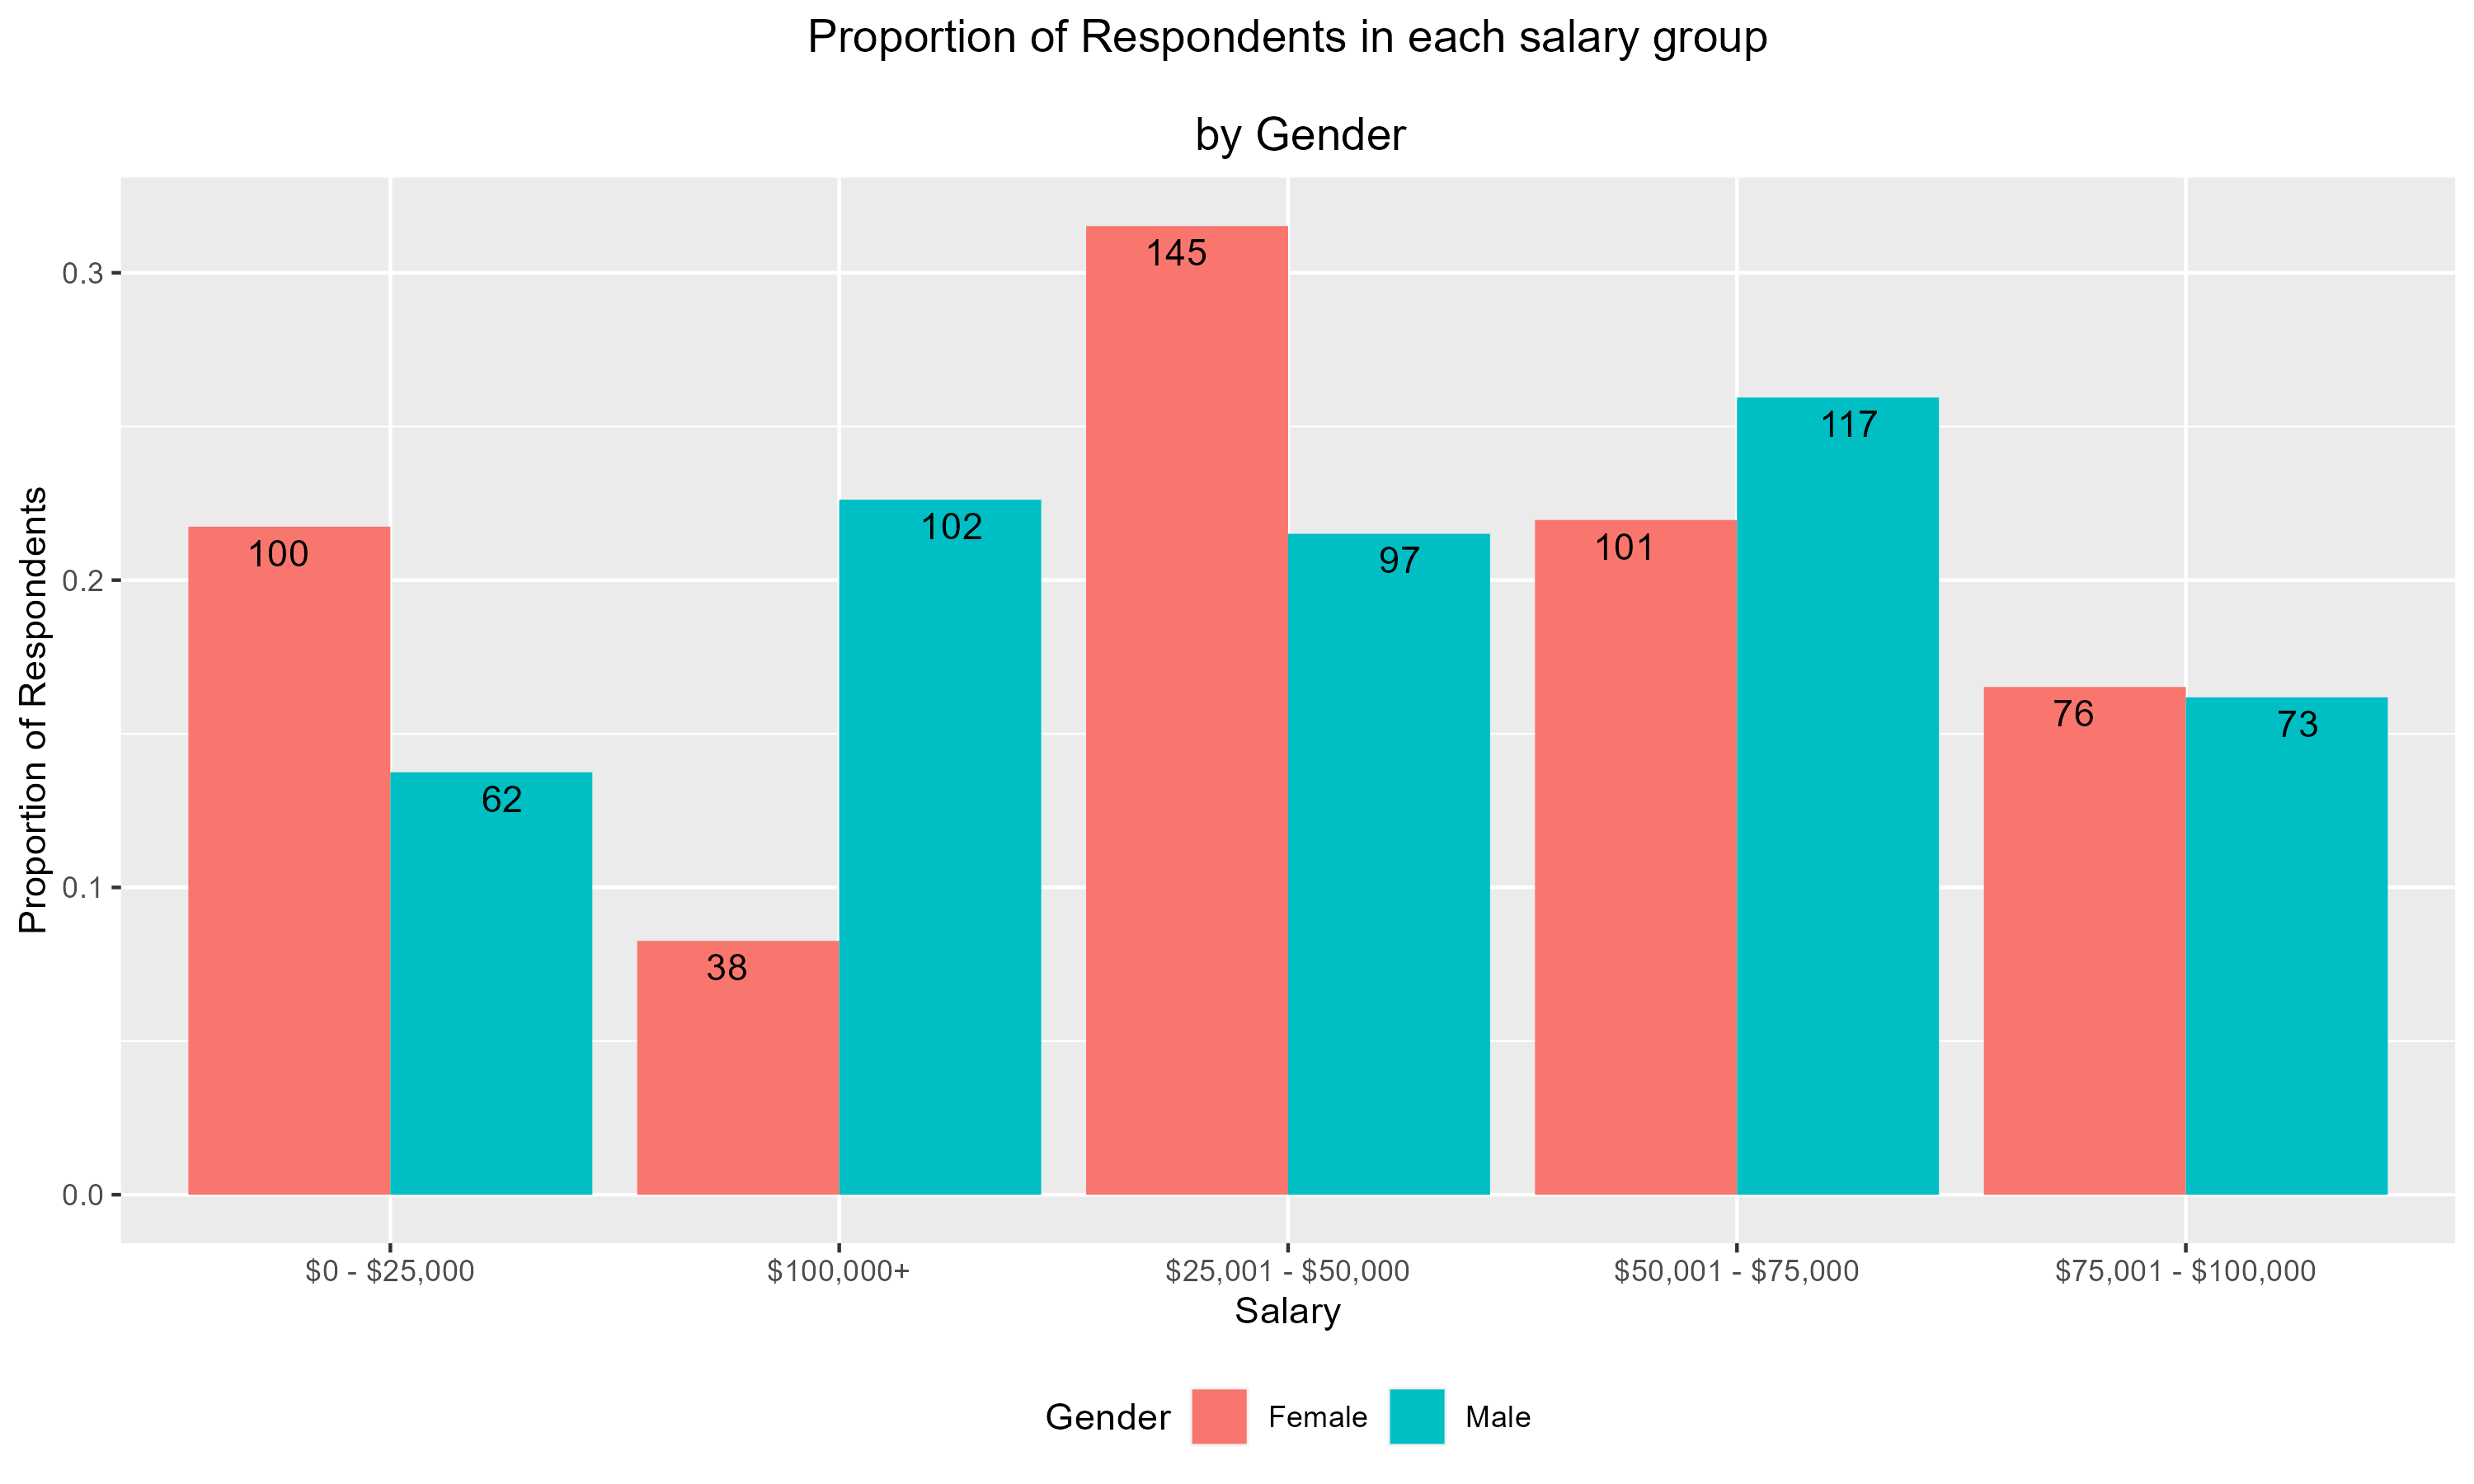 Proportion of Respondents in each salary group
by Gender
Proportion of Respondents
0.3
0.2
0.1
0.0
100
62
38
102
145
97
101
117
76
73
$0 - $25,000
$100,000+
$25,001 - $50,000
$50,001 - $75,000
$75,001 - $100,000
Salary
Gender Female Male